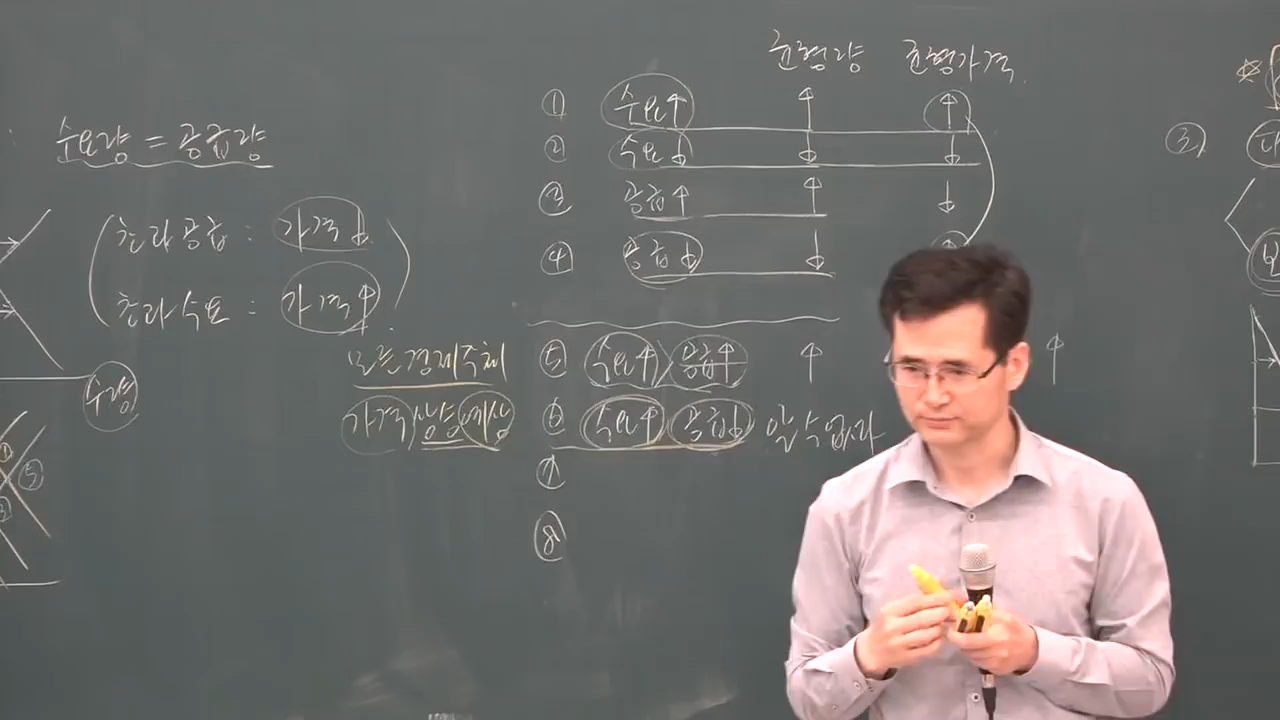 수요량 = 공급량
초과공급 : 가격↓
초과수요 : 가격↑
수량
① ⑤
③
모든 경제주체
가격상승예상
균형량 균형가격
① 수요↑ ↑ ↑
② 수요↓ ↓ ↓
③ 공급↑ ↑ ↓
④ 공급↓ ↓ ↑
⑤ 수요↑ 공급↑ ↑
⑥ 수요↑ 공급↓ 알 수 없다 ↑
⑦
⑧
③